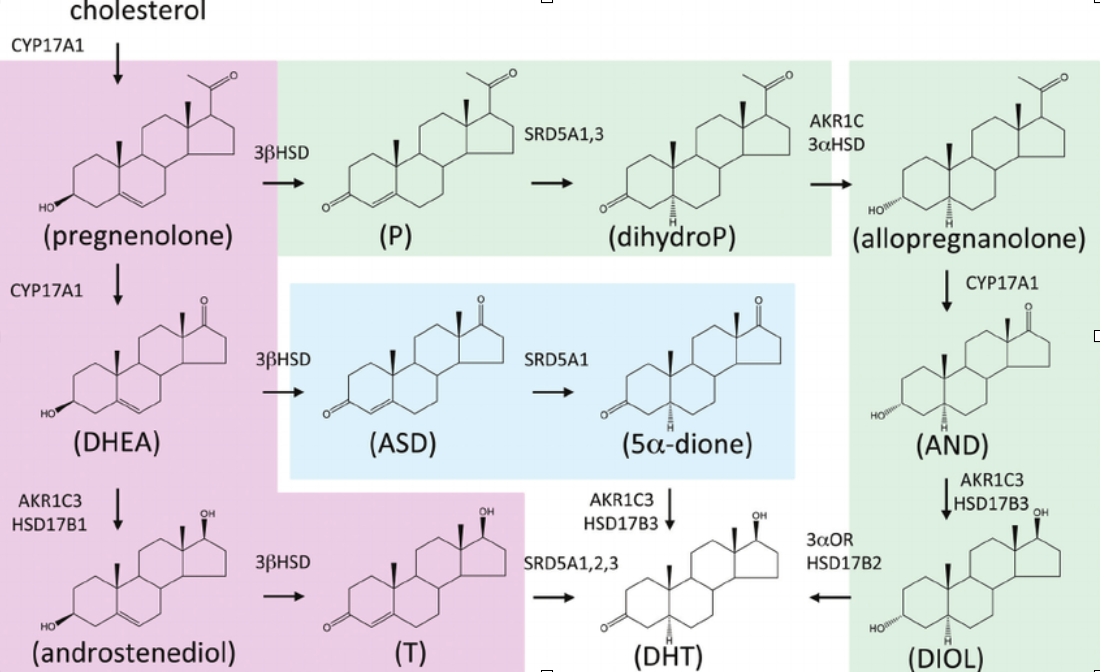 cholesterol
CYP17A1
O
O
O
O
HO
3βHSD
O
SRD5A1,3
O
H
AKR1C
3αHSD
HO
H
(pregnenolone)
(P)
(dihydroP)
(allopregnanolone)
CYP17A1
CYP17A1
O
O
O
O
HO
3βHSD
O
SRD5A1
O
H
HO
H
(DHEA)
(ASD)
(5α-dione)
(AND)
AKR1C3
HSD17B1
AKR1C3
HSD17B3
AKR1C3
HSD17B3
OH
OH
OH
OH
HO
3βHSD
O
SRD5A1,2,3
O
H
3αOR
HSD17B2
HO
H
(androstenediol)
(T)
(DHT)
(DIOL)